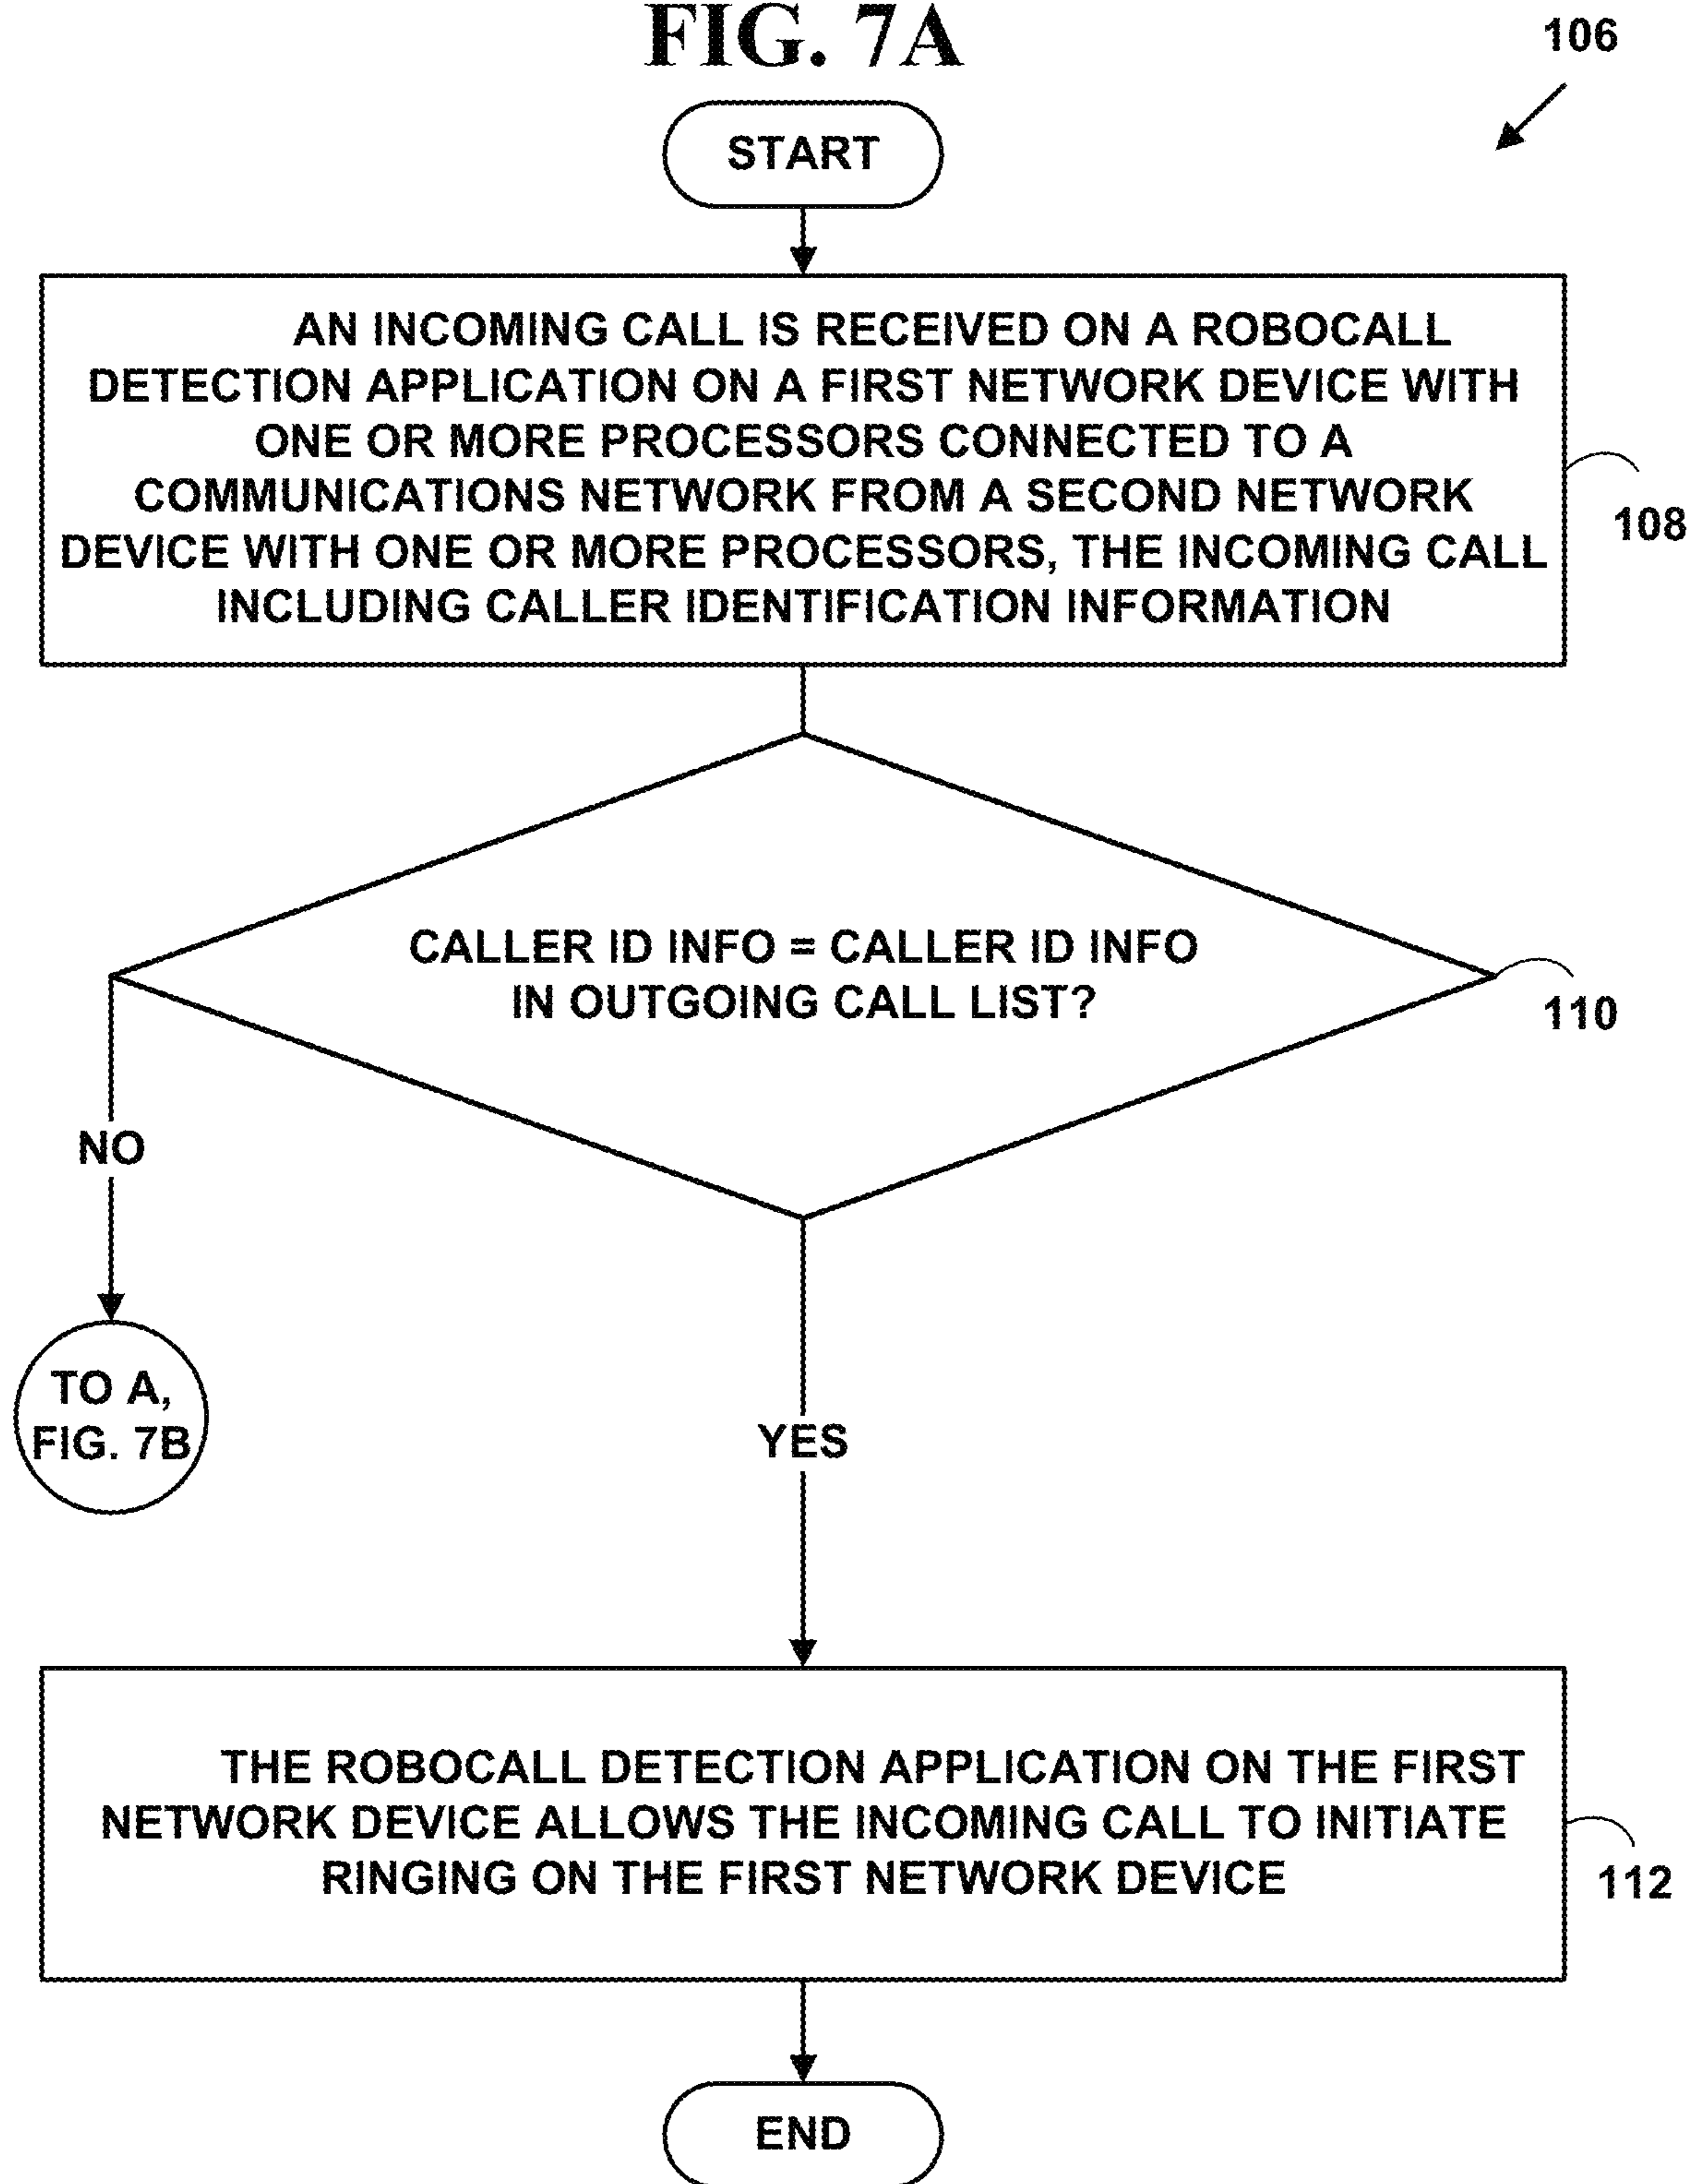 FIG. 7A
106
START
AN INCOMING CALL IS RECEIVED ON A ROBOCALL
DETECTION APPLICATION ON A FIRST NETWORK DEVICE WITH
ONE OR MORE PROCESSORS CONNECTED TO A
COMMUNICATIONS NETWORK FROM A SECOND NETWORK
DEVICE WITH ONE OR MORE PROCESSORS, THE INCOMING CALL
INCLUDING CALLER IDENTIFICATION INFORMATION
108
CALLER ID INFO = CALLER ID INFO
IN OUTGOING CALL LIST?
110
NO
TO A,
FIG. 7B
YES
THE ROBOCALL DETECTION APPLICATION ON THE FIRST
NETWORK DEVICE ALLOWS THE INCOMING CALL TO INITIATE
RINGING ON THE FIRST NETWORK DEVICE
112
END